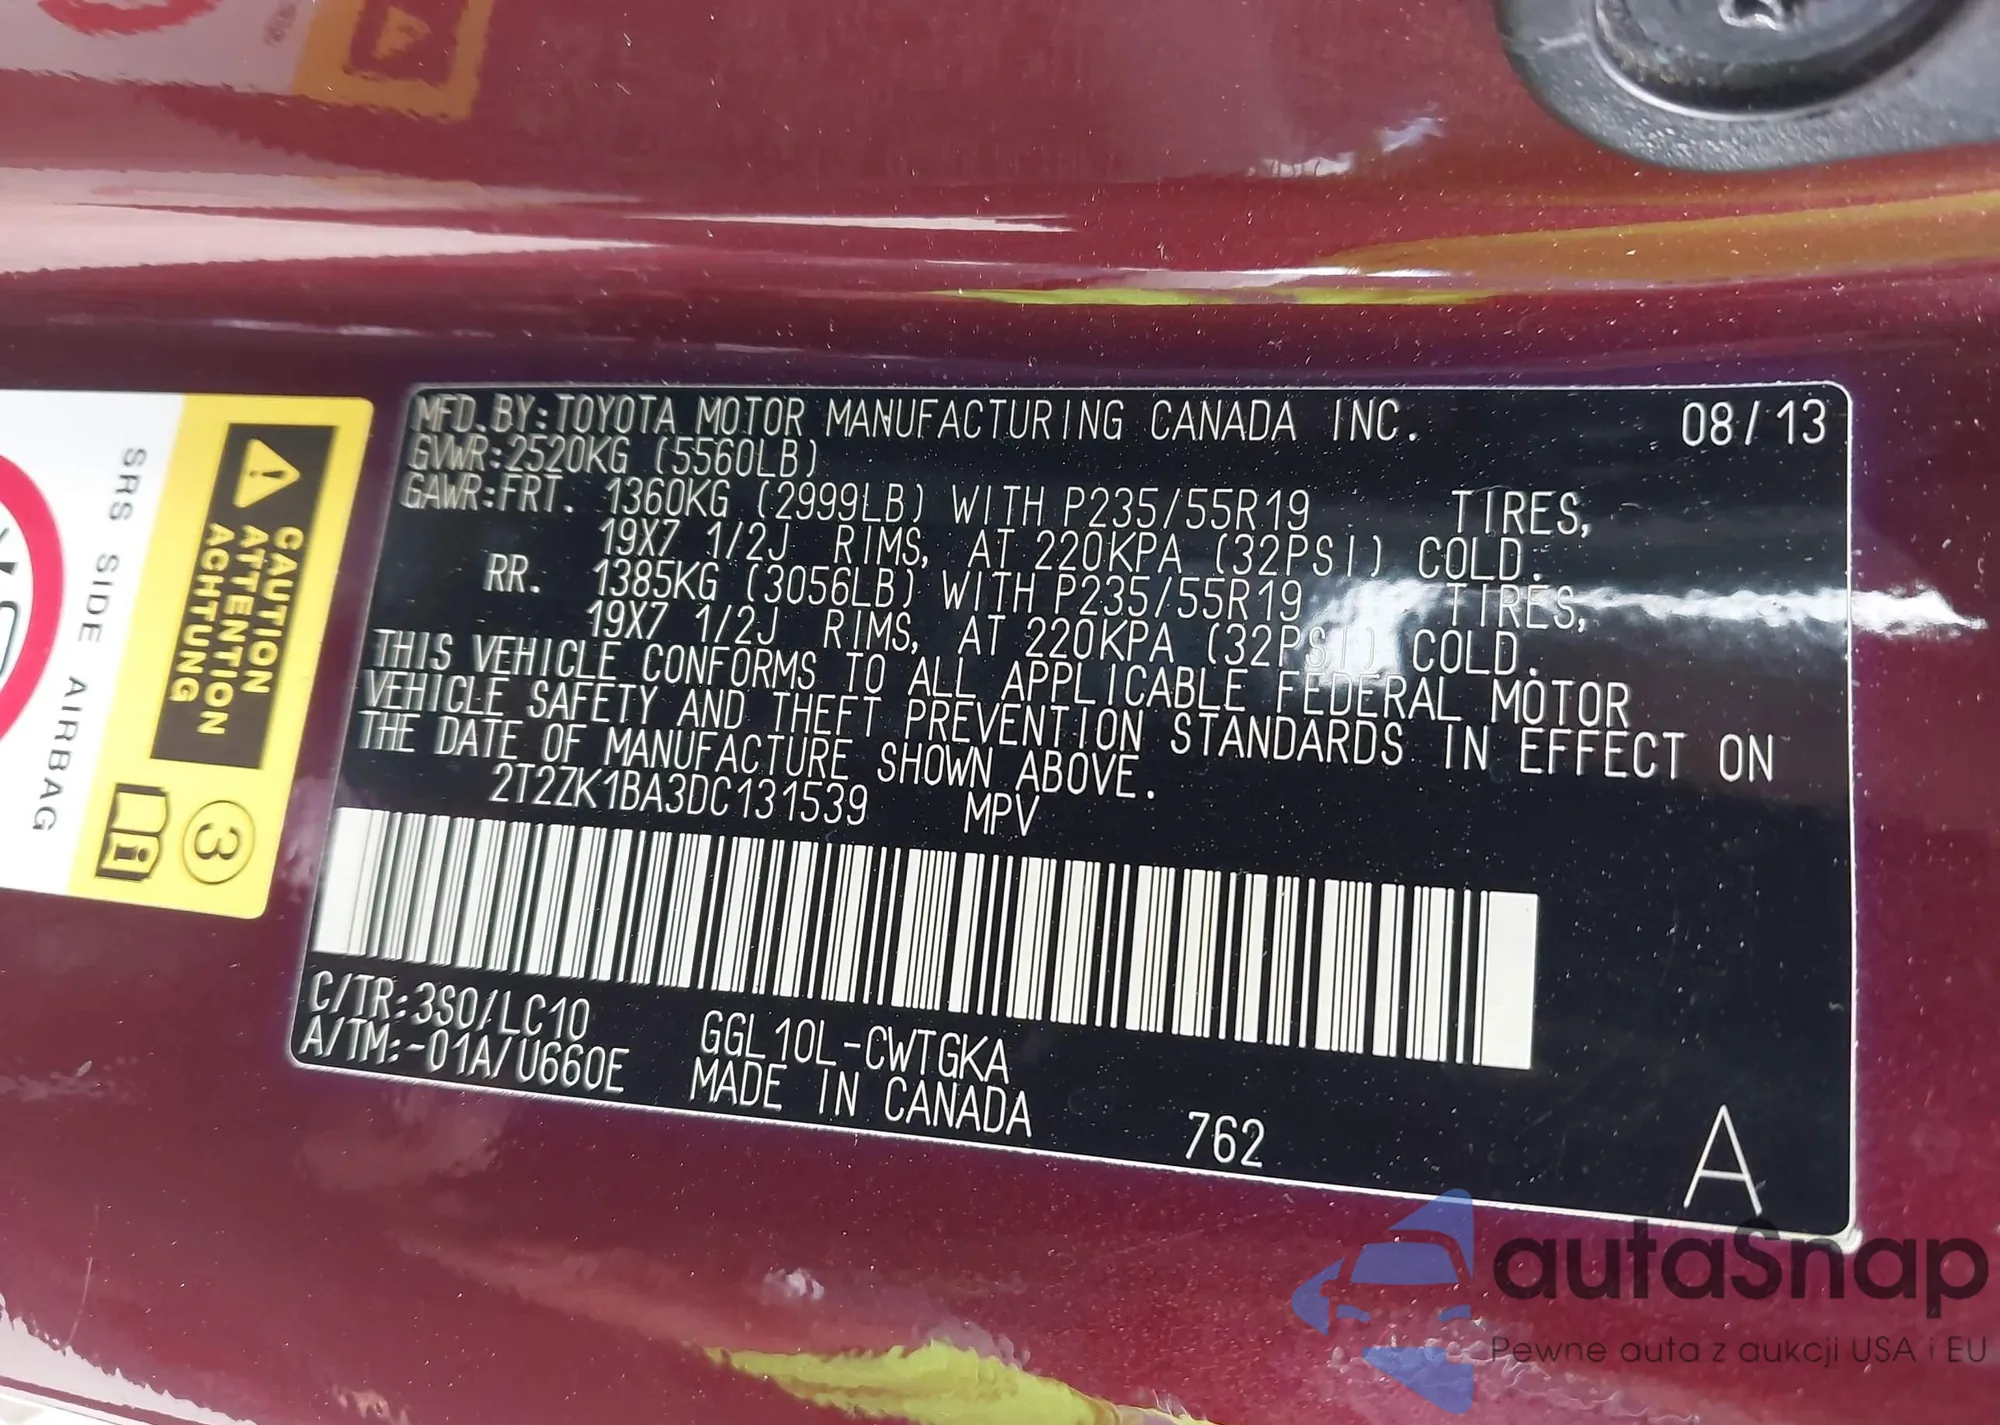 MFD.BY:TOYOTA MOTOR MANUFACTURING CANADA INC. 08/13
GVWR:2520KG (5560LB)
GAWR:FRT. 1360KG (2999LB) WITH P235/55R19 TIRES,
19X7 1/2J RIMS, AT 220KPA (32PSI) COLD.
RR. 1385KG (3056LB) WITH P235/55R19 TIRES,
19X7 1/2J RIMS, AT 220KPA (32PSI) COLD.
THIS VEHICLE CONFORMS TO ALL APPLICABLE FEDERAL MOTOR
VEHICLE SAFETY AND THEFT PREVENTION STANDARDS IN EFFECT ON
THE DATE OF MANUFACTURE SHOWN ABOVE.
2T2ZK1BA3DC131539 MPV
C/TR:3S0/LC10
A/TM:-01A/U660E
GGL10L-CWTGKA
MADE IN CANADA
762
A
SRS SIDE AIRBAG
CAUTION
ATTENTION
ACHTUNG
3
autaSnap
Pewne auta z aukcji USA i EU